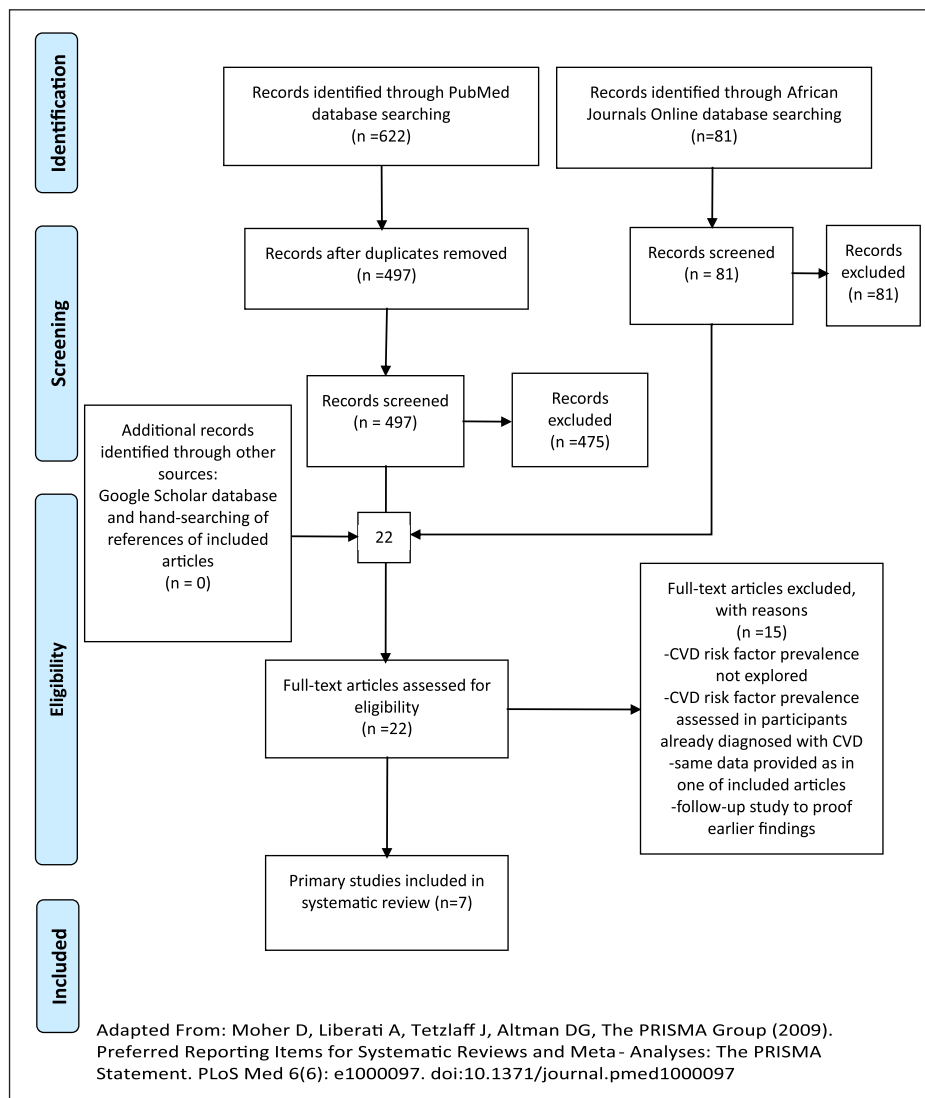 Identification
Records identified through PubMed
database searching
(n =622)
Records identified through African
Journals Online database searching
(n=81)
Screening
Records after duplicates removed
(n =497)
Records screened
(n = 81)
Records
excluded
(n =81)
Records screened
(n = 497)
Records
excluded
(n =475)
Additional records
identified through other
sources:
Google Scholar database
and hand-searching of
references of included
articles
(n = 0)
22
Eligibility
Full-text articles assessed for
eligibility
(n =22)
Full-text articles excluded,
with reasons
(n =15)
-CVD risk factor prevalence
not explored
-CVD risk factor prevalence
assessed in participants
already diagnosed with CVD
-same data provided as in
one of included articles
-follow-up study to proof
earlier findings
Included
Primary studies included in
systematic review (n=7)
Adapted From: Moher D, Liberati A, Tetzlaff J, Altman DG, The PRISMA Group (2009).
Preferred Reporting Items for Systematic Reviews and Meta- Analyses: The PRISMA
Statement. PLoS Med 6(6): e1000097. doi:10.1371/journal.pmed1000097